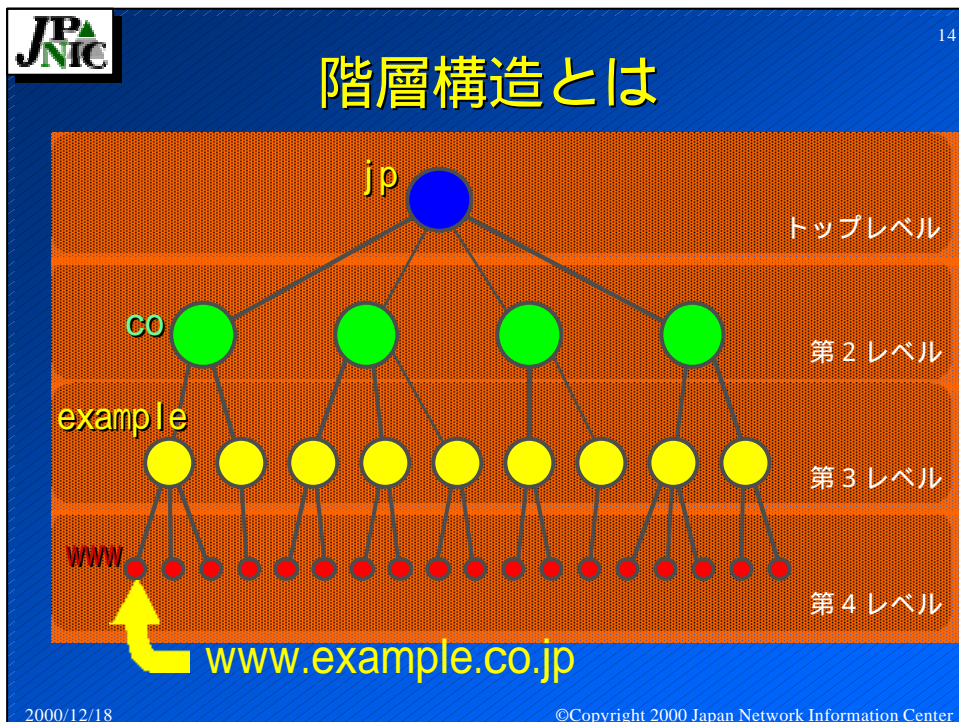 JPNIC
14
階層構造とは
jp
トップレベル
co
第2レベル
example
第3レベル
www
第4レベル
www.example.co.jp
2000/12/18
©Copyright 2000 Japan Network Information Center